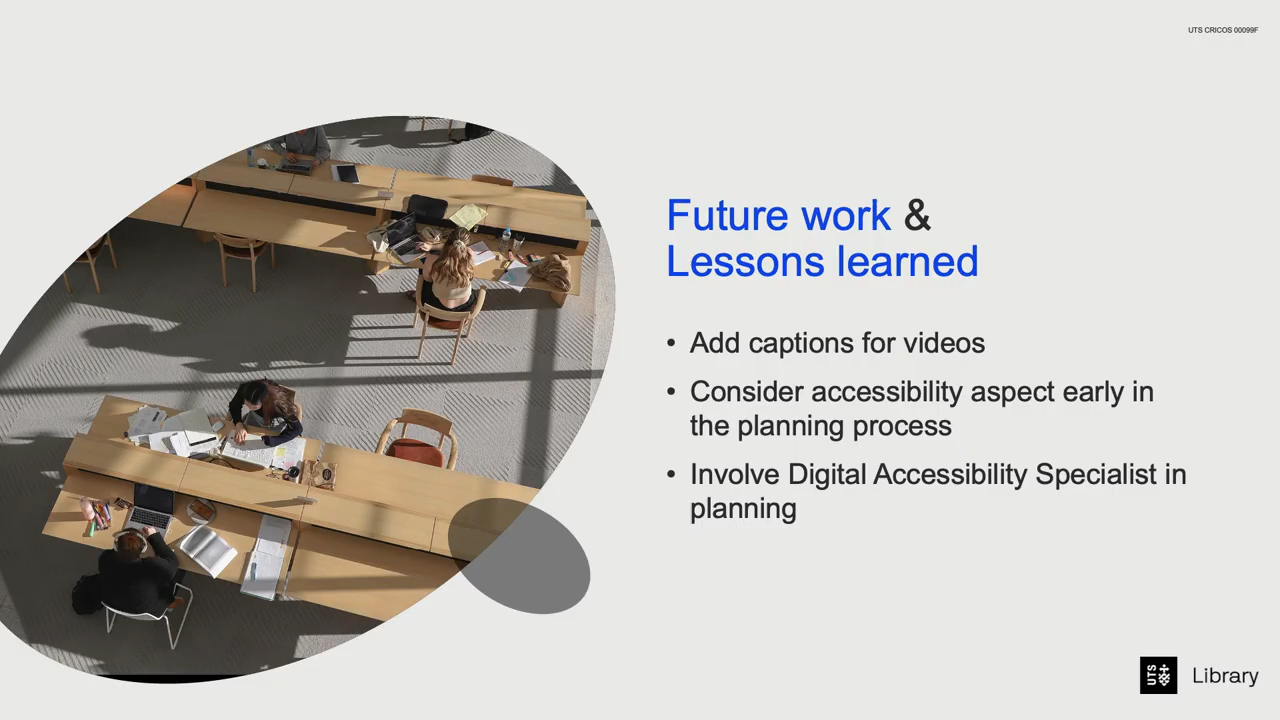 UTS CRICOS 00099F
Future work &
Lessons learned
• Add captions for videos
• Consider accessibility aspect early in
the planning process
• Involve Digital Accessibility Specialist in
planning
UTS
Library